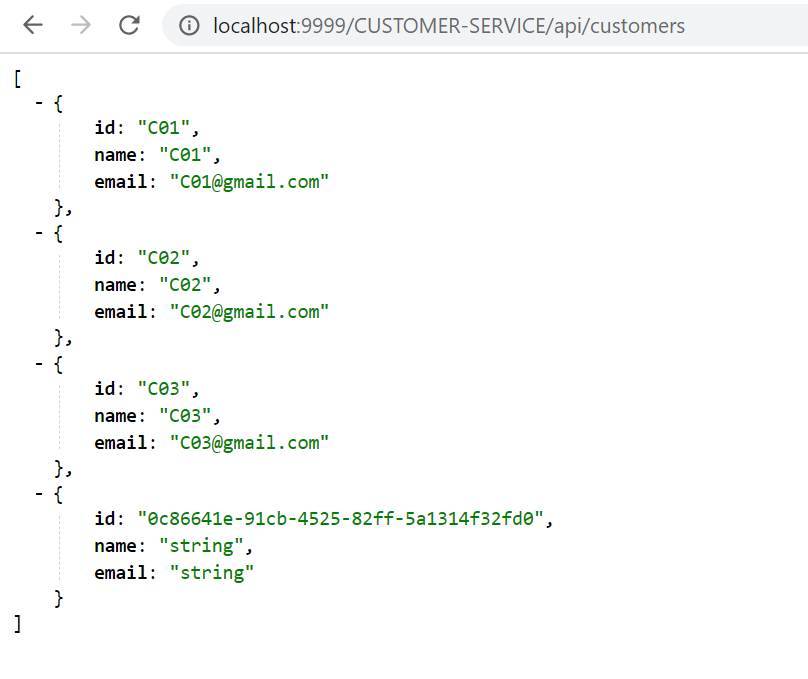 localhost:9999/CUSTOMER-SERVICE/api/customers
[
- {
id: "C01",
name: "C01",
email: "C01@gmail.com"
},
- {
id: "C02",
name: "C02",
email: "C02@gmail.com"
},
- {
id: "C03",
name: "C03",
email: "C03@gmail.com"
},
- {
id: "0c86641e-91cb-4525-82ff-5a1314f32fd0",
name: "string",
email: "string"
}
]